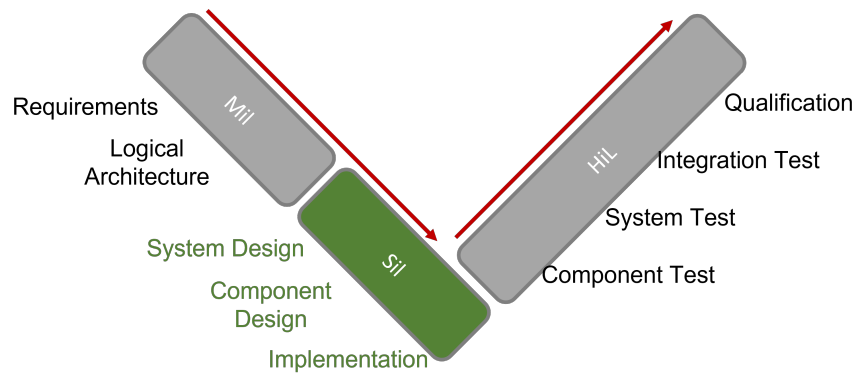 Requirements
Logical
Architecture
System Design
Component
Design
Implementation
Mil
Sil
HiL
Qualification
Integration Test
System Test
Component Test